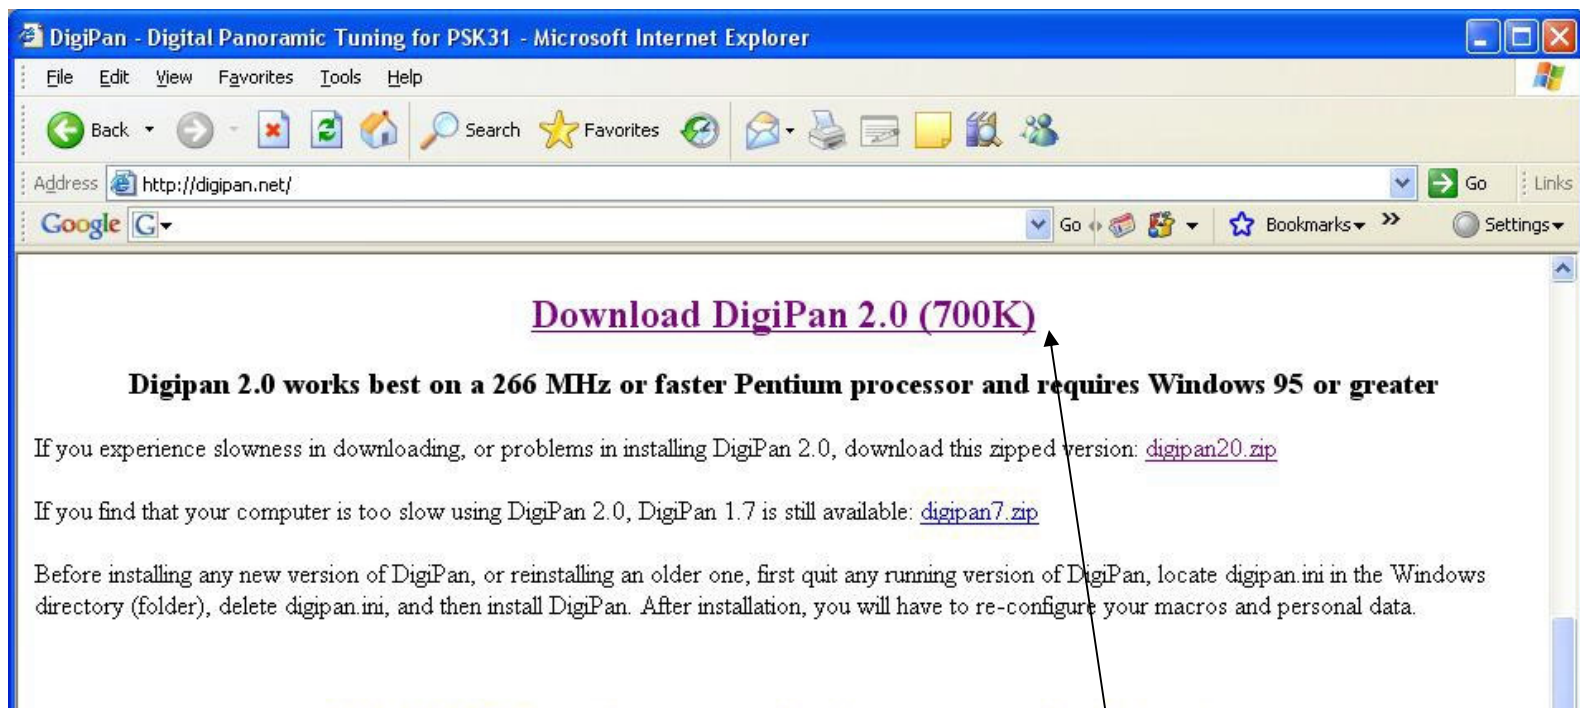 DigiPan - Digital Panoramic Tuning for PSK31 - Microsoft Internet Explorer
File Edit View Favorites Tools Help
Back Search Favorites
Address http://digipan.net/ Go Links
Google G Go Bookmarks >> Settings
Download DigiPan 2.0 (700K)
Digipan 2.0 works best on a 266 MHz or faster Pentium processor and requires Windows 95 or greater
If you experience slowness in downloading, or problems in installing DigiPan 2.0, download this zipped version: digipan20.zip
If you find that your computer is too slow using DigiPan 2.0, DigiPan 1.7 is still available: digipan7.zip
Before installing any new version of DigiPan, or reinstalling an older one, first quit any running version of DigiPan, locate digipan.ini in the Windows
directory (folder), delete digipan.ini, and then install DigiPan. After installation, you will have to re-configure your macros and personal data.